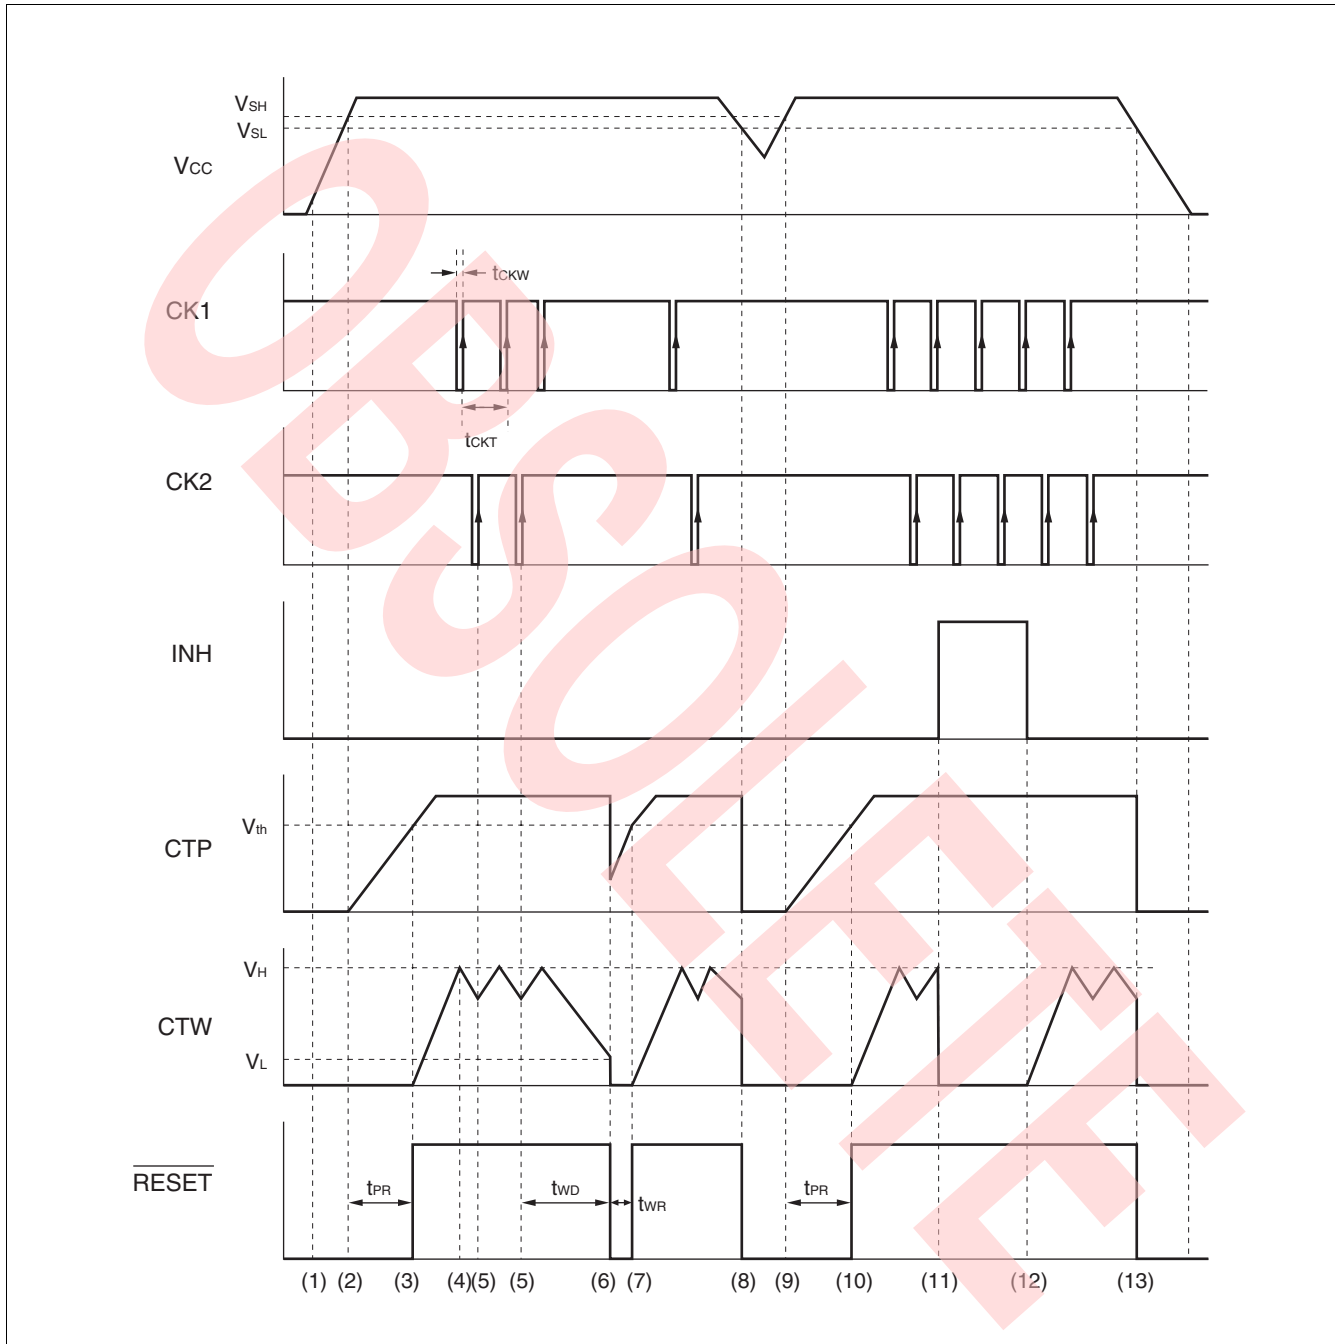 VSH
VSL
VCC
tCKW
CK1
tCKT
CK2
INH
Vth
CTP
VH
CTW
VL
RESET
tPR
tWD
tWR
tPR
(1) (2) (3) (4) (5) (5) (6) (7) (8) (9) (10) (11) (12) (13)
OBSOLETE